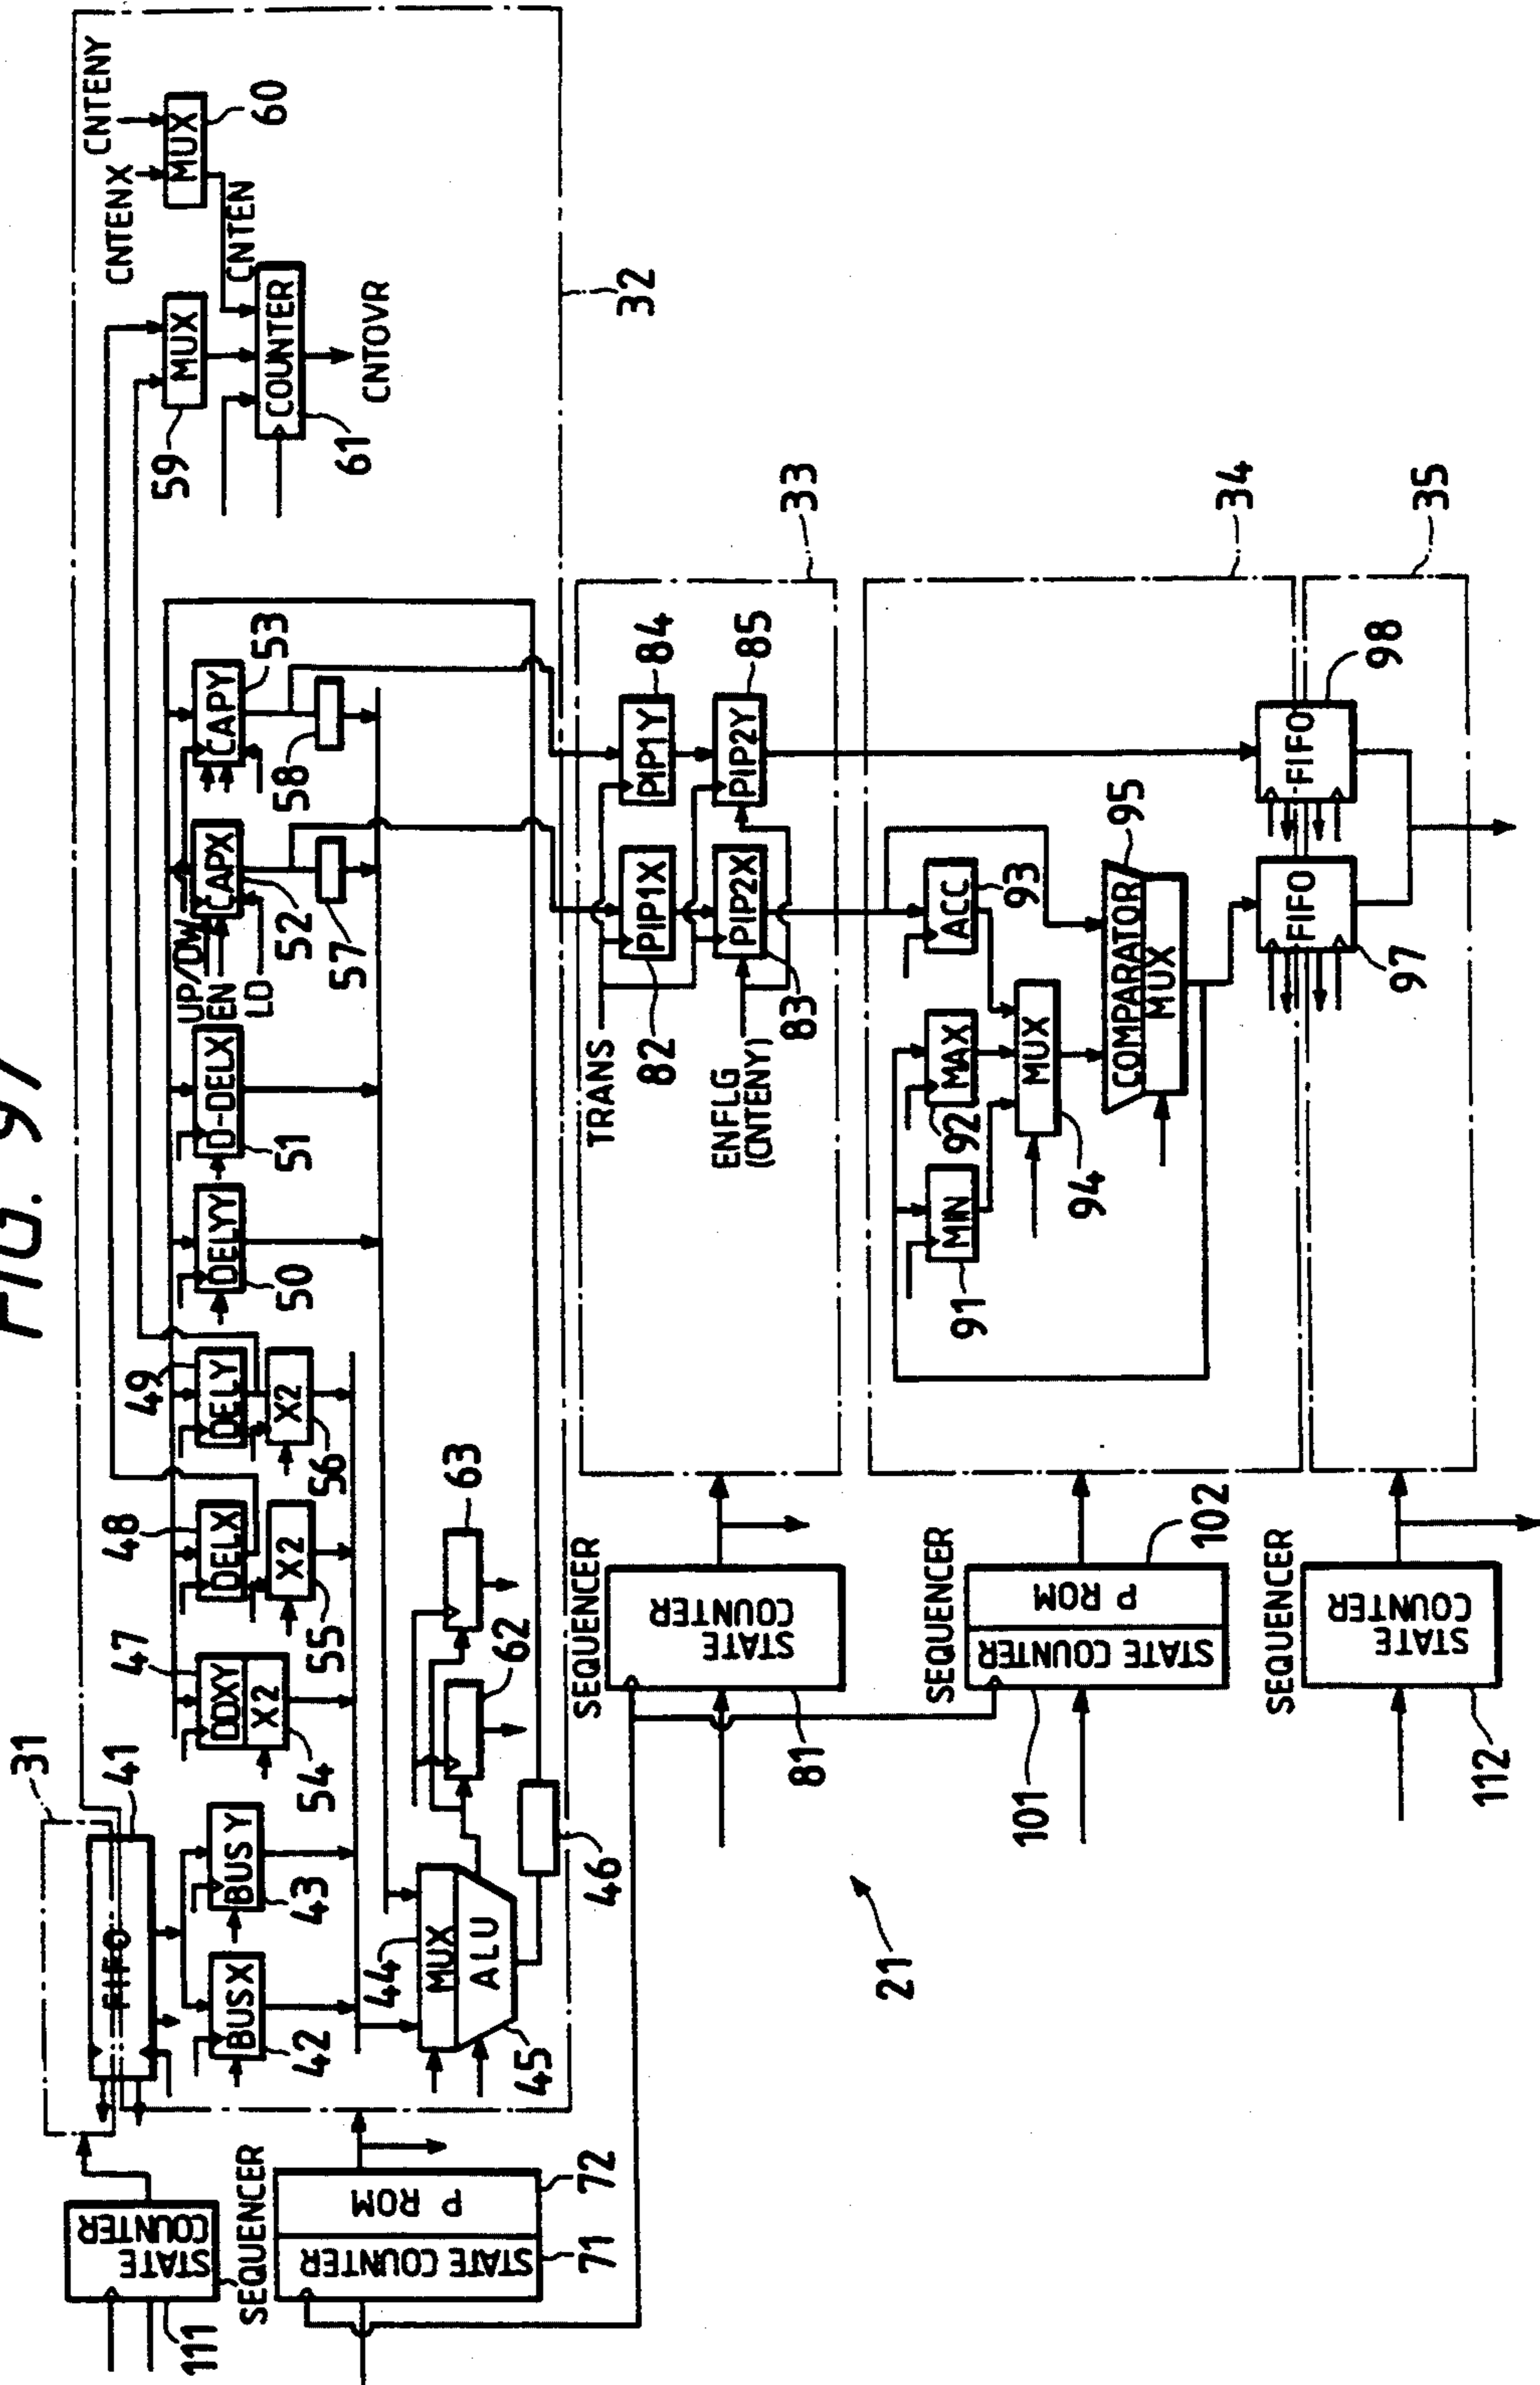 FIG. 97
31
41
FIFO
BUS X
42
BUS Y
43
44
MUX
ALU
45
46
47
DDXY
X2
54
48
DELX
X2
55
49
DELY
X2
56
DELYY
50
D-DELX
51
UP/DW
EN
LD
CAPX
52
57
CAPY
53
58
62
63
59
MUX
CNTENX
CNTENY
MUX
60
CNTEN
COUNTER
61
CNTOVR
32
111
STATE
COUNTER
SEQUENCER
STATE COUNTER
P ROM
71
72
TRANS
PIP1X
82
PIP1Y
84
ENFLG
(CNTENY)
PIP2X
83
PIP2Y
85
33
SEQUENCER
STATE
COUNTER
81
MIN
91
MAX
92
ACC
93
MUX
94
COMPARATOR
MUX
95
34
SEQUENCER
STATE COUNTER
P ROM
101
102
FIFO
97
FIFO
98
35
SEQUENCER
STATE
COUNTER
112
21